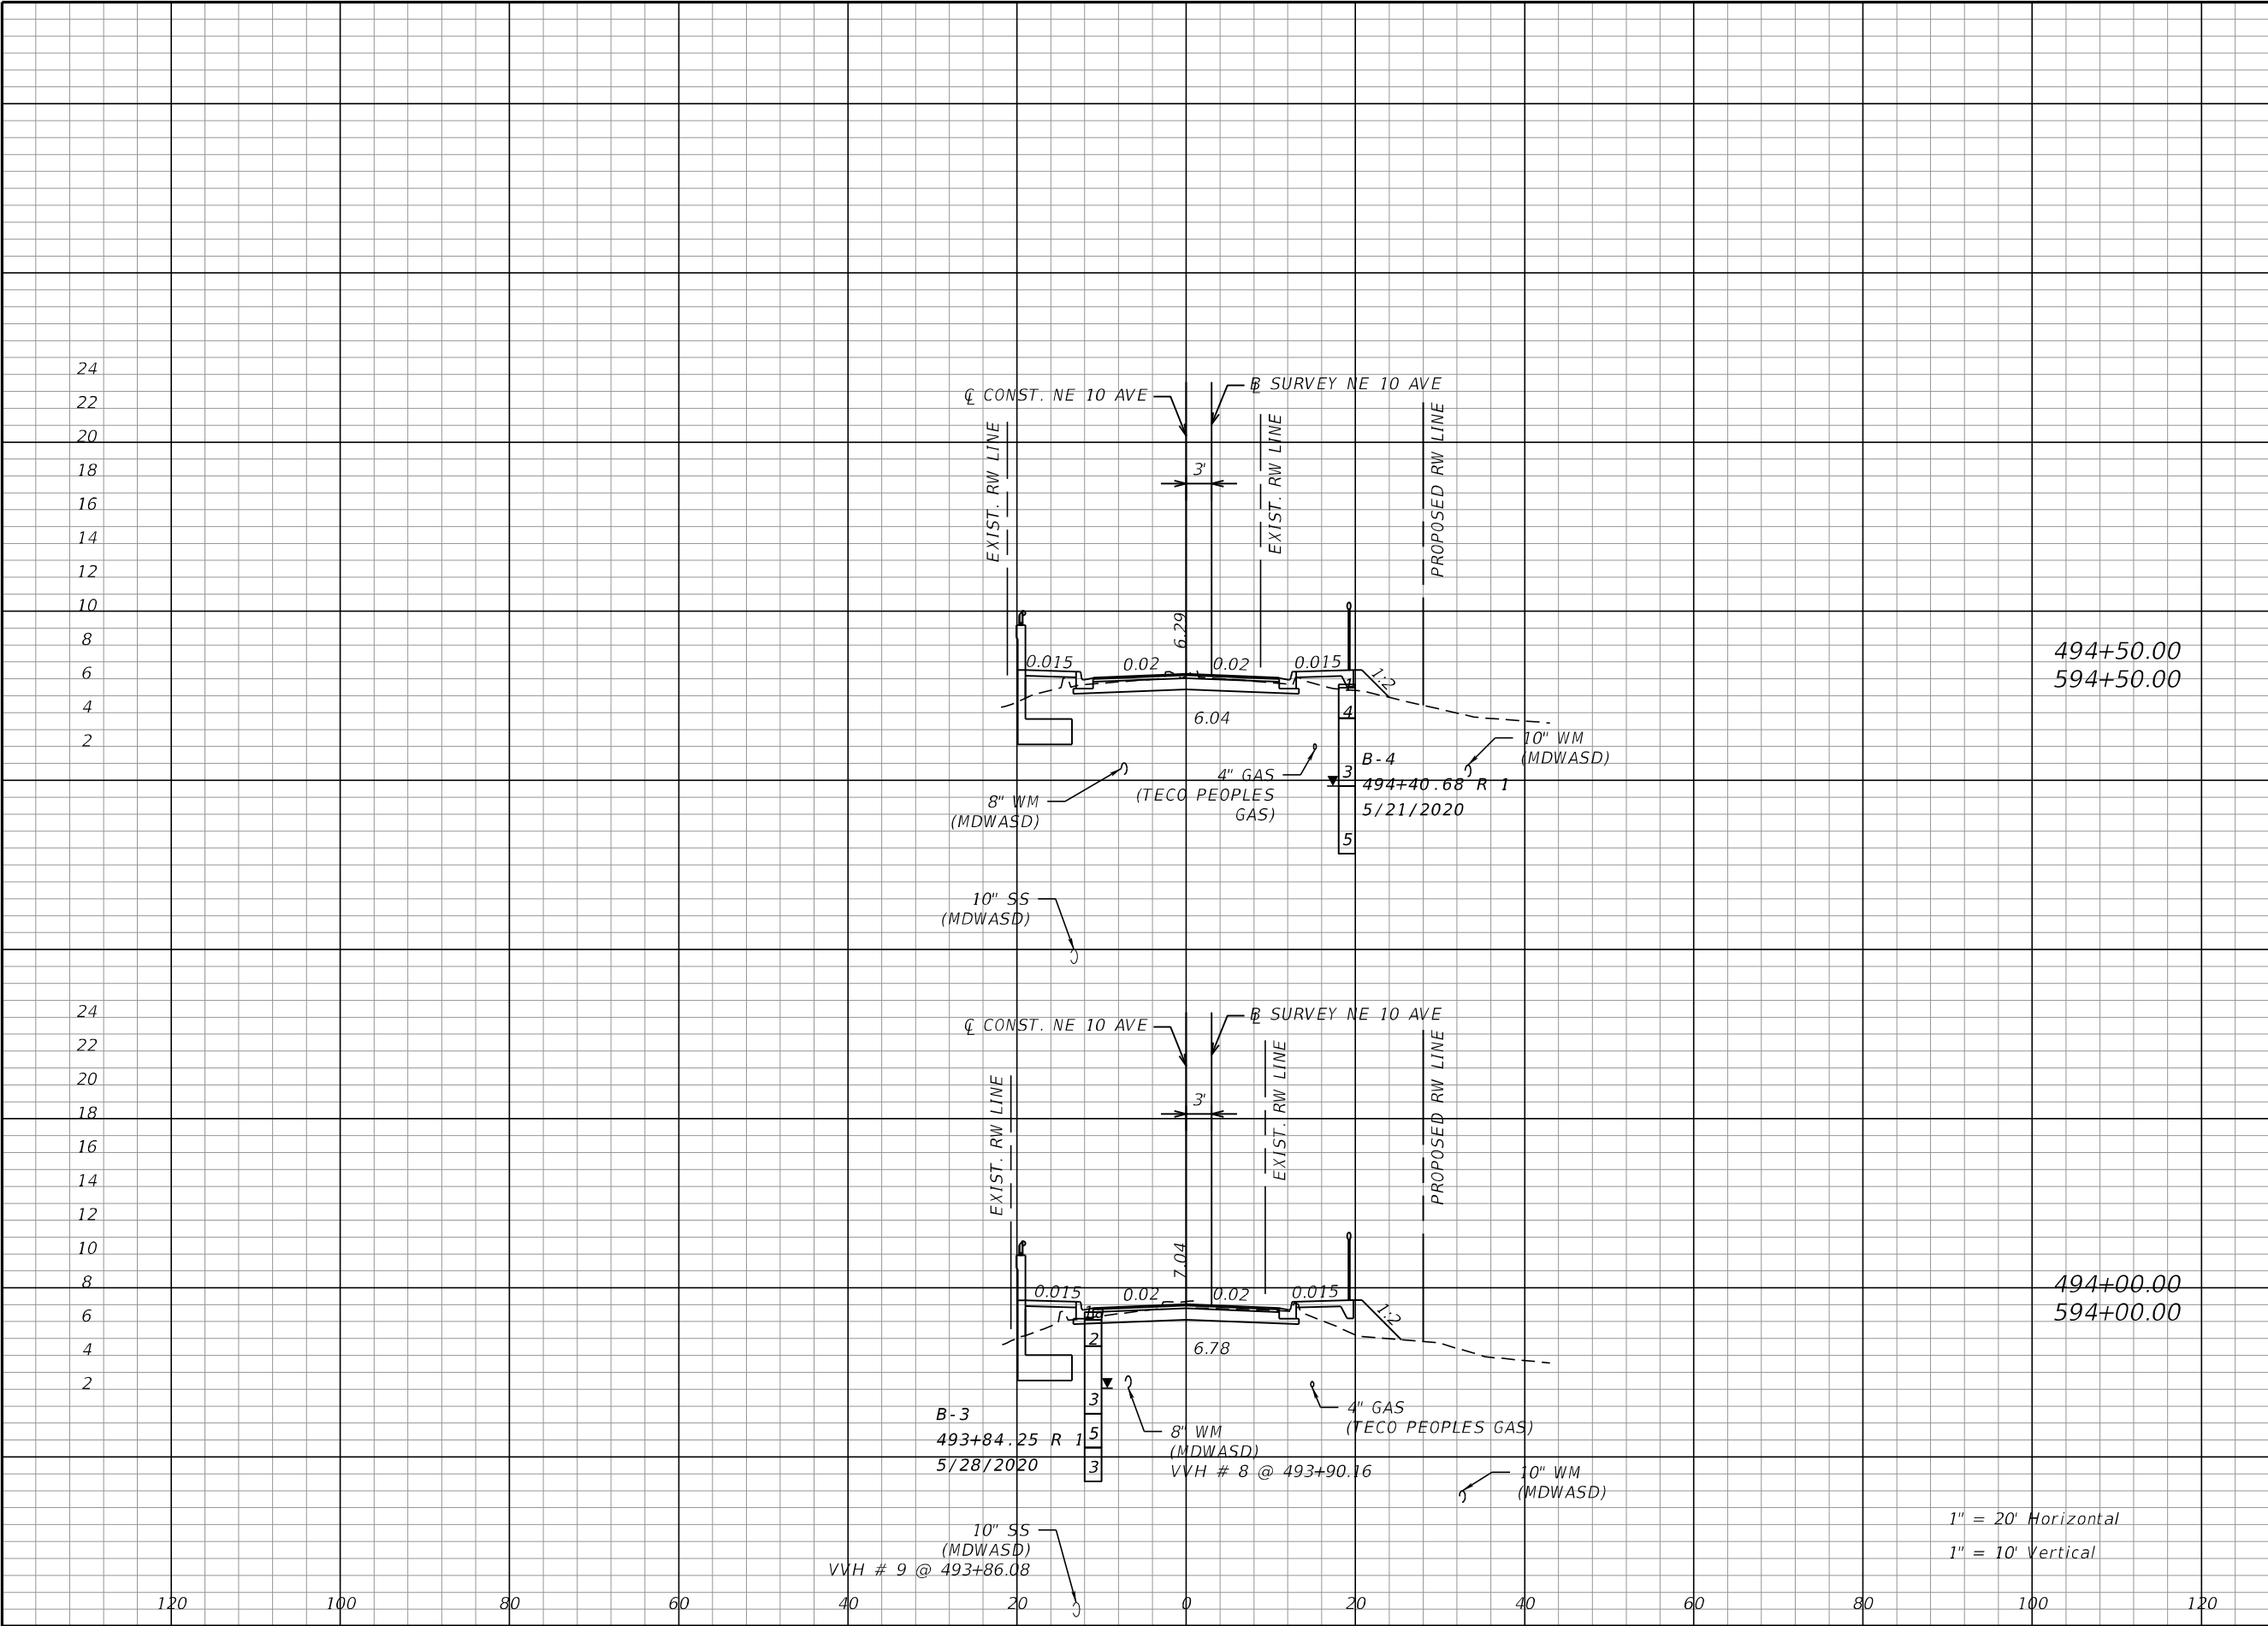 24
22
20
18
16
14
12
10
8
6
4
2
℄ CONST. NE 10 AVE
B SURVEY NE 10 AVE
L
EXIST. RW LINE
3'
EXIST. RW LINE
PROPOSED RW LINE
6.29
0.015
0.02
0.02
0.015
1:2
494+50.00
594+50.00
1
4
3
5
6.04
10" WM
(MDWASD)
B-4
494+40.68 R 1
5/21/2020
4" GAS
(TECO PEOPLES
GAS)
8" WM
(MDWASD)
10" SS
(MDWASD)
24
22
20
18
16
14
12
10
8
6
4
2
℄ CONST. NE 10 AVE
B SURVEY NE 10 AVE
L
EXIST. RW LINE
3'
EXIST. RW LINE
PROPOSED RW LINE
7.04
0.015
0.02
0.02
0.015
1:2
494+00.00
594+00.00
2
3
5
3
6.78
B-3
493+84.25 R 1
5/28/2020
8" WM
(MDWASD)
VVH # 8 @ 493+90.16
4" GAS
(TECO PEOPLES GAS)
10" WM
(MDWASD)
10" SS
(MDWASD)
VVH # 9 @ 493+86.08
1" = 20' Horizontal
1" = 10' Vertical
120 100 80 60 40 20 0 20 40 60 80 100 120